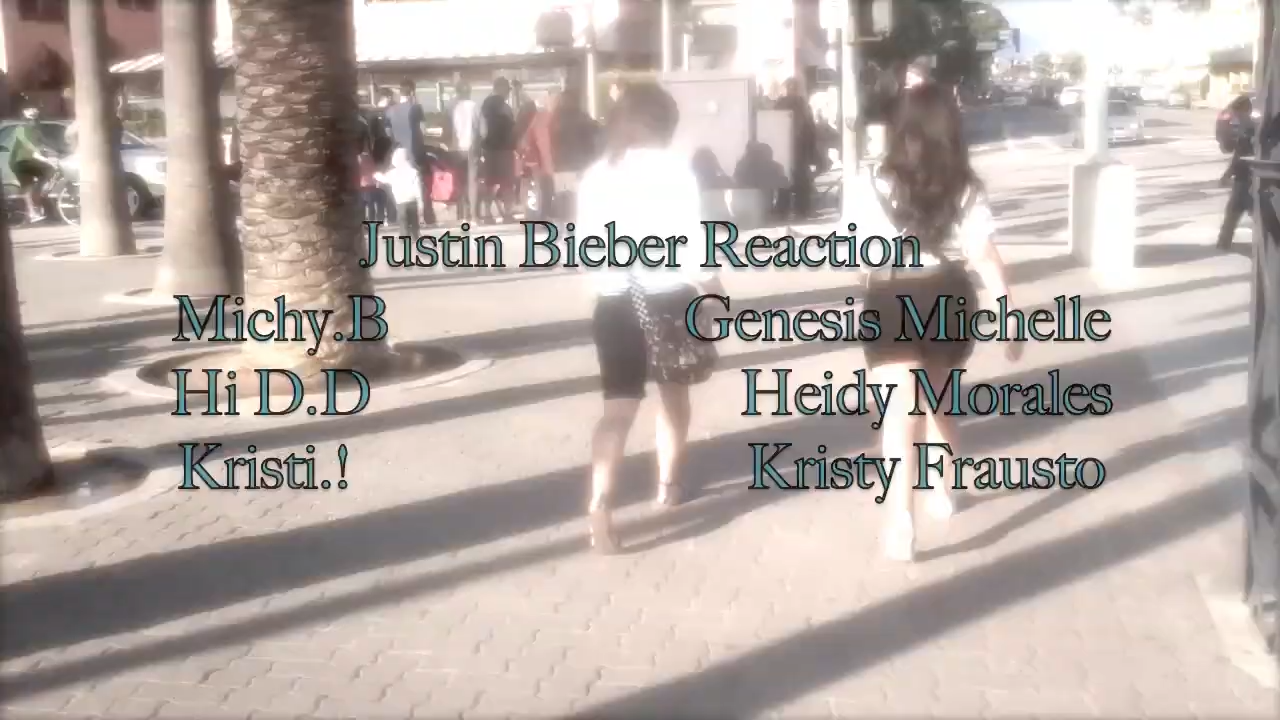 Justin Bieber Reaction
Michy.B Genesis Michelle
Hi D.D Heidy Morales
Kristi.! Kristy Frausto